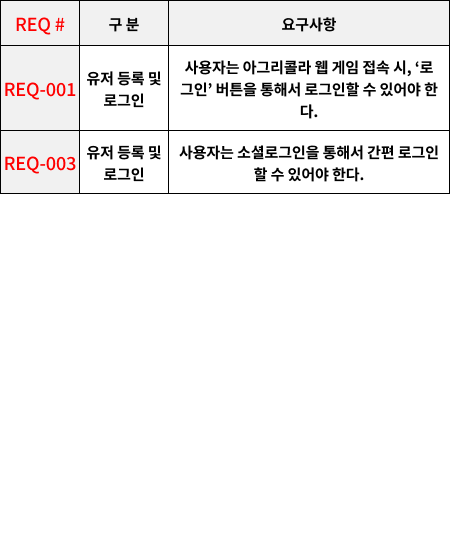 REQ # 구 분 요구사항
REQ-001
유저 등록 및
로그인
사용자는 아그리콜라 웹 게임 접속 시, ‘로
그인’ 버튼을 통해서 로그인할 수 있어야 한
다.
REQ-003
유저 등록 및
로그인
사용자는 소셜로그인을 통해서 간편 로그인
할 수 있어야 한다.